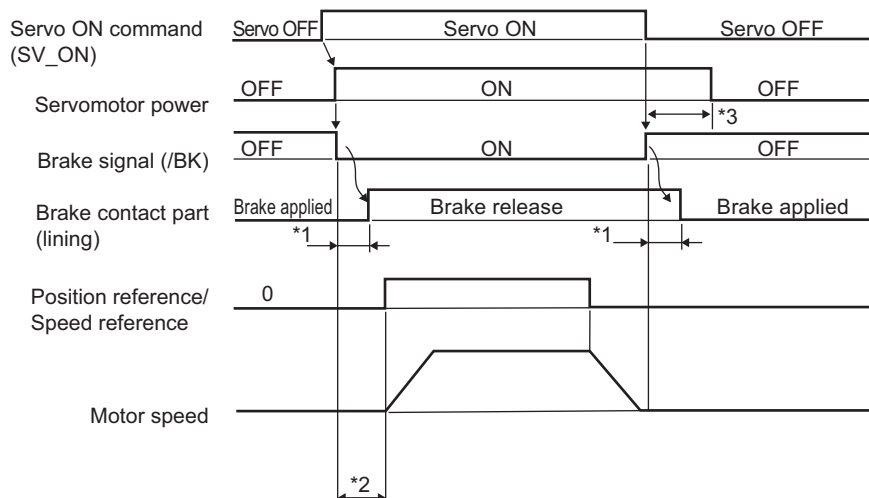 Servo ON command
(SV_ON)
Servo OFF
Servo ON
Servo OFF
Servomotor power
OFF
ON
OFF
*3
Brake signal (/BK)
OFF
ON
OFF
Brake contact part
(lining)
Brake applied
Brake release
Brake applied
*1
*1
Position reference/
Speed reference
0
Motor speed
*2